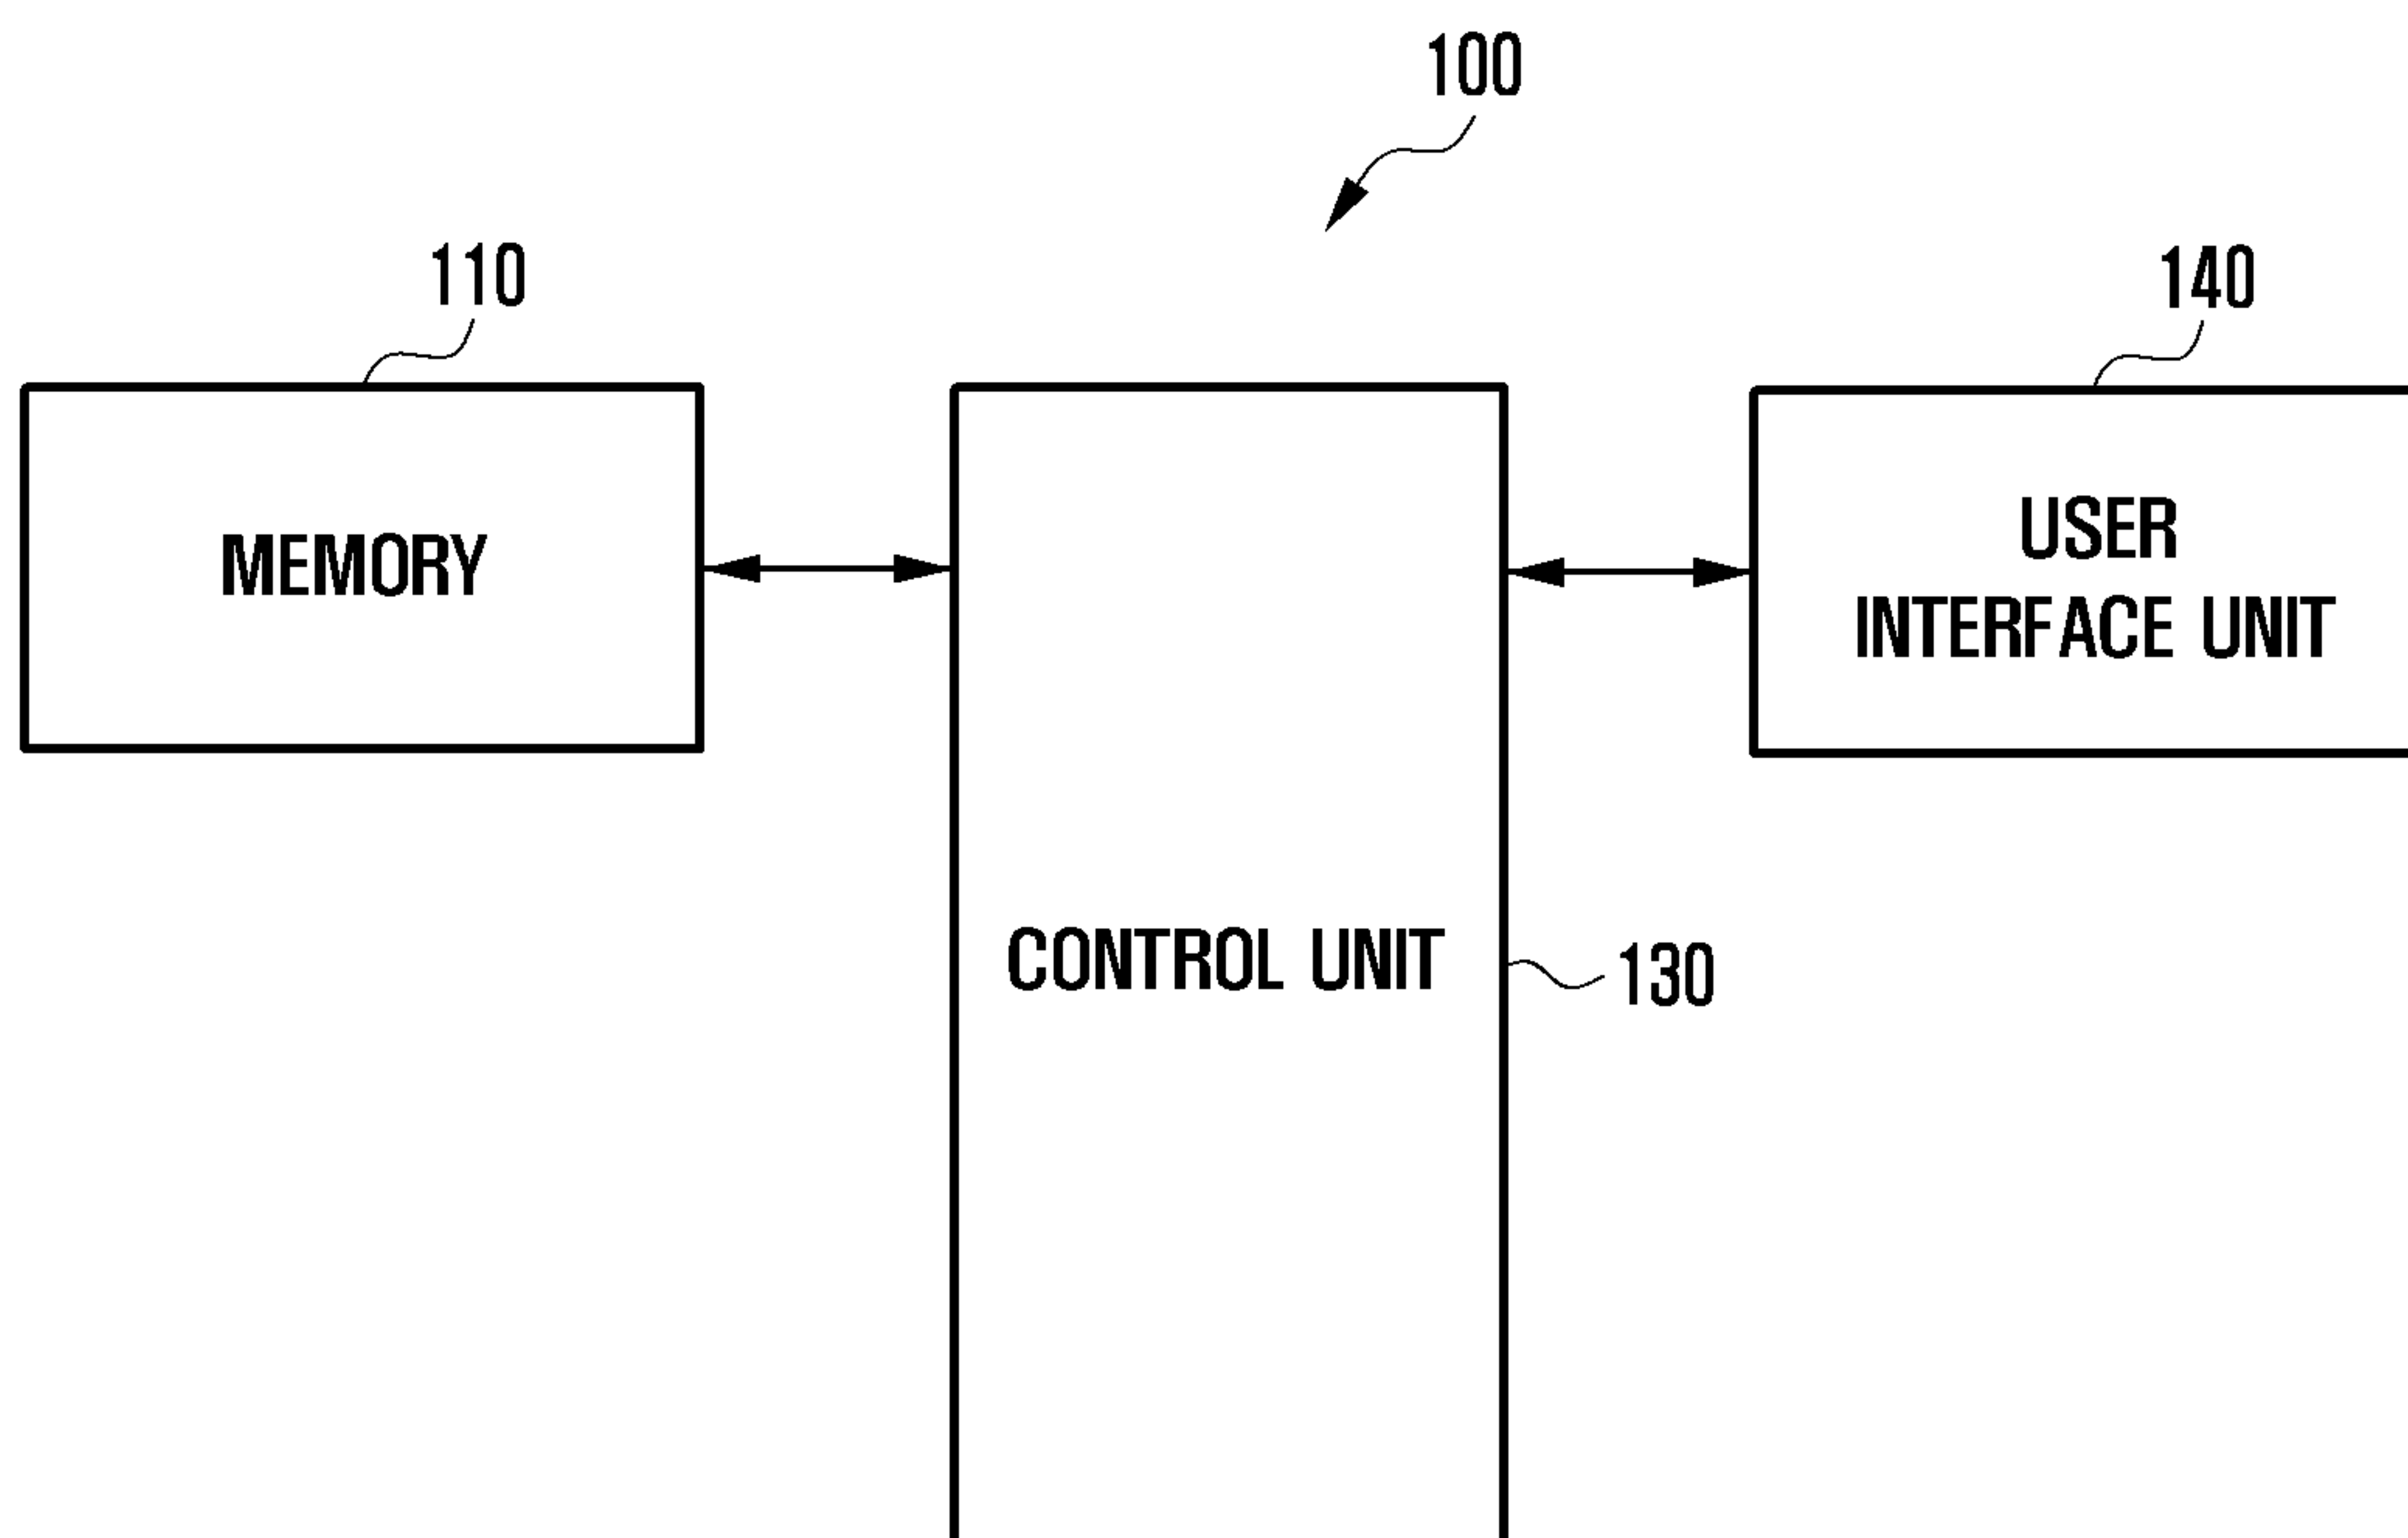 100
110
140
MEMORY
USER
INTERFACE UNIT
CONTROL UNIT
130